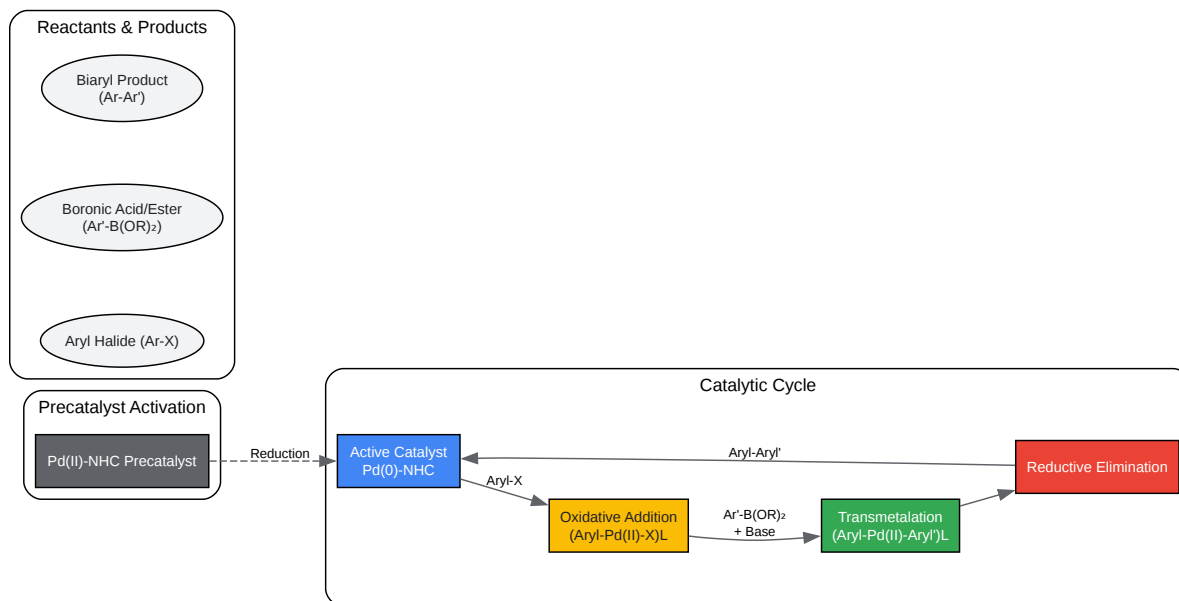 Reactants & Products
Biaryl Product
(Ar-Ar')
Boronic Acid/Ester
(Ar'-B(OR)₂)
Aryl Halide (Ar-X)
Precatalyst Activation
Pd(II)-NHC Precatalyst
Reduction
Catalytic Cycle
Active Catalyst
Pd(0)-NHC
Aryl-Aryl'
Reductive Elimination
Aryl-X
Oxidative Addition
(Aryl-Pd(II)-X)L
Ar'-B(OR)₂
+ Base
Transmetalation
(Aryl-Pd(II)-Aryl')L